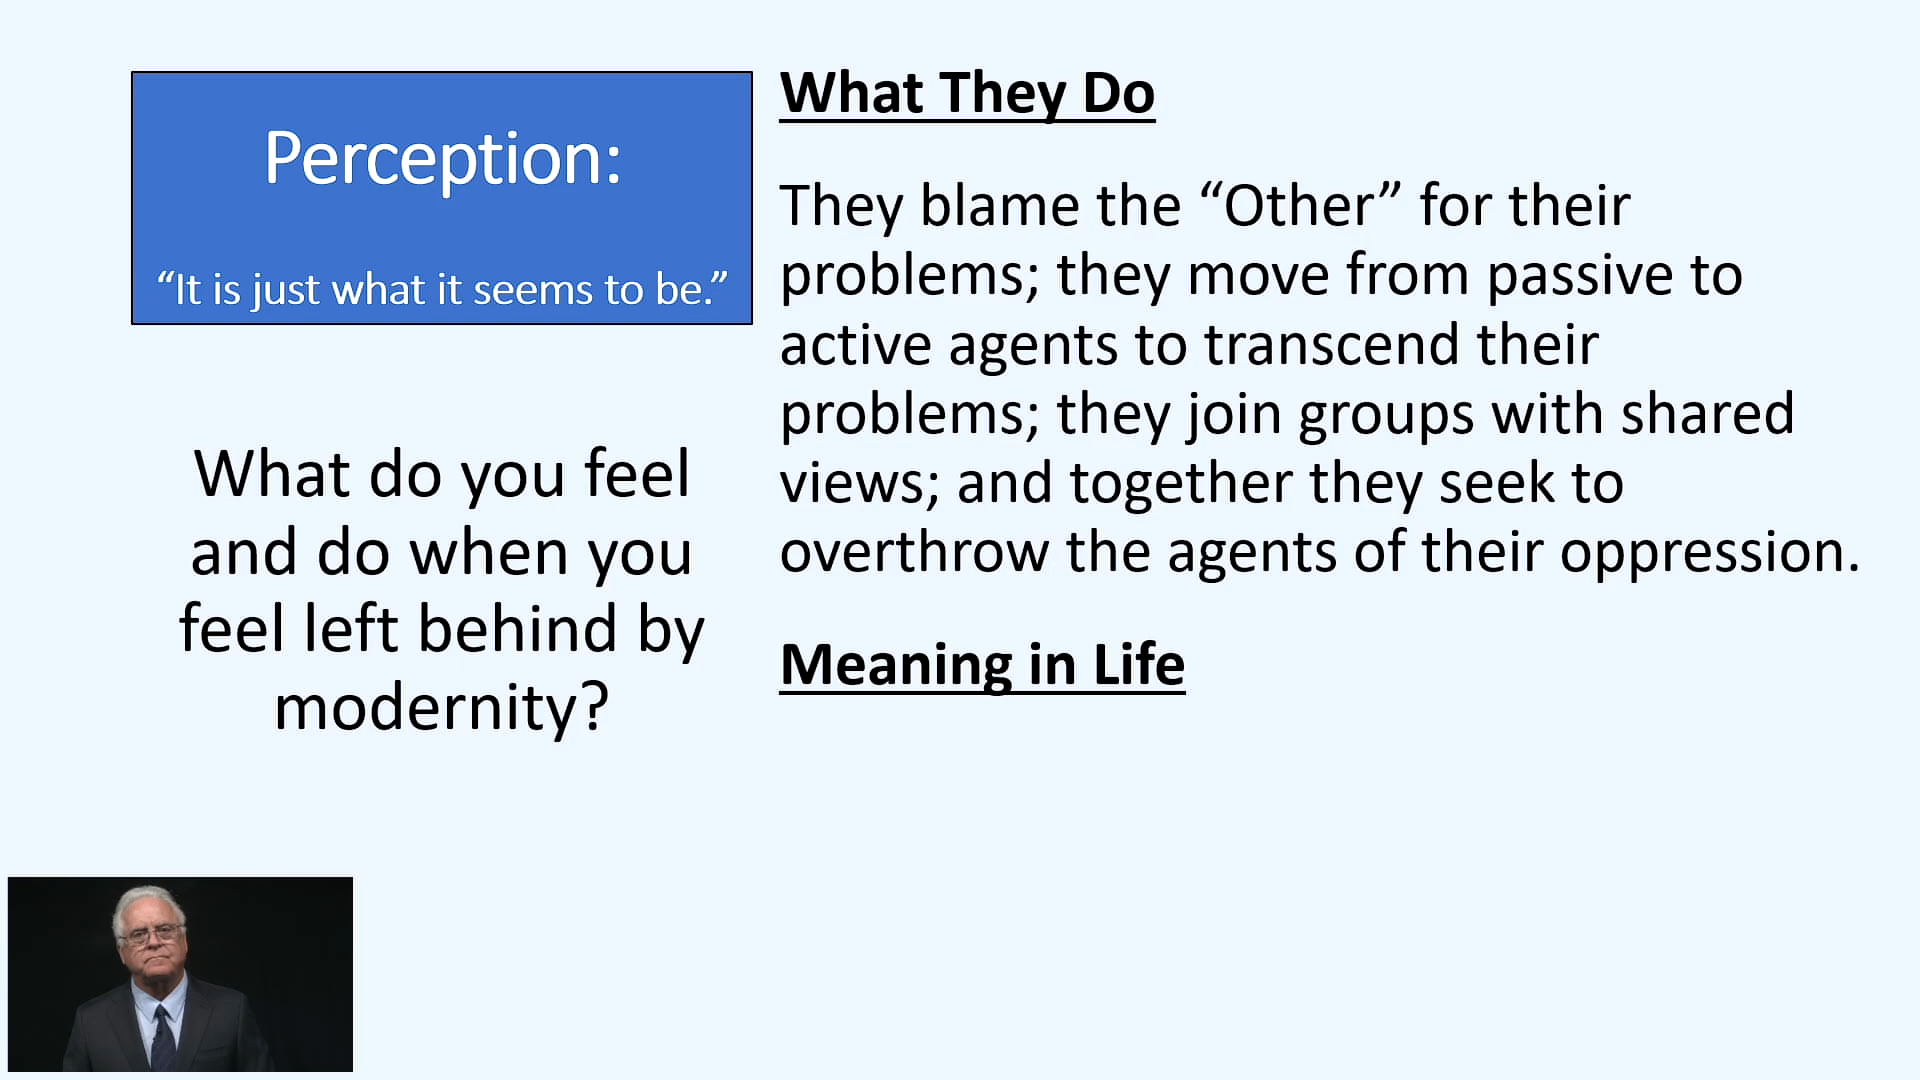 Perception:
“It is just what it seems to be.”
What do you feel
and do when you
feel left behind by
modernity?
What They Do
They blame the “Other” for their
problems; they move from passive to
active agents to transcend their
problems; they join groups with shared
views; and together they seek to
overthrow the agents of their oppression.
Meaning in Life